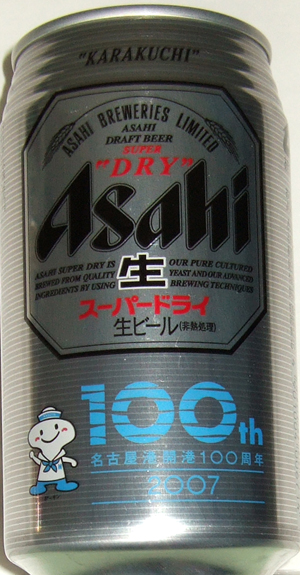 "KARAKUCHI"
ASAHI BREWERIES LIMITED
ASAHI
DRAFT BEER
SUPER
"DRY"
Asahi
ASAHI SUPER DRY IS
BREWED FROM QUALITY
INGREDIENTS BY USING
生
OUR PURE CULTURED
YEAST AND OUR ADVANCED
BREWING TECHNIQUES
スーパードライ
生ビール(非熱処理)
100th
名古屋港開港100周年
2007